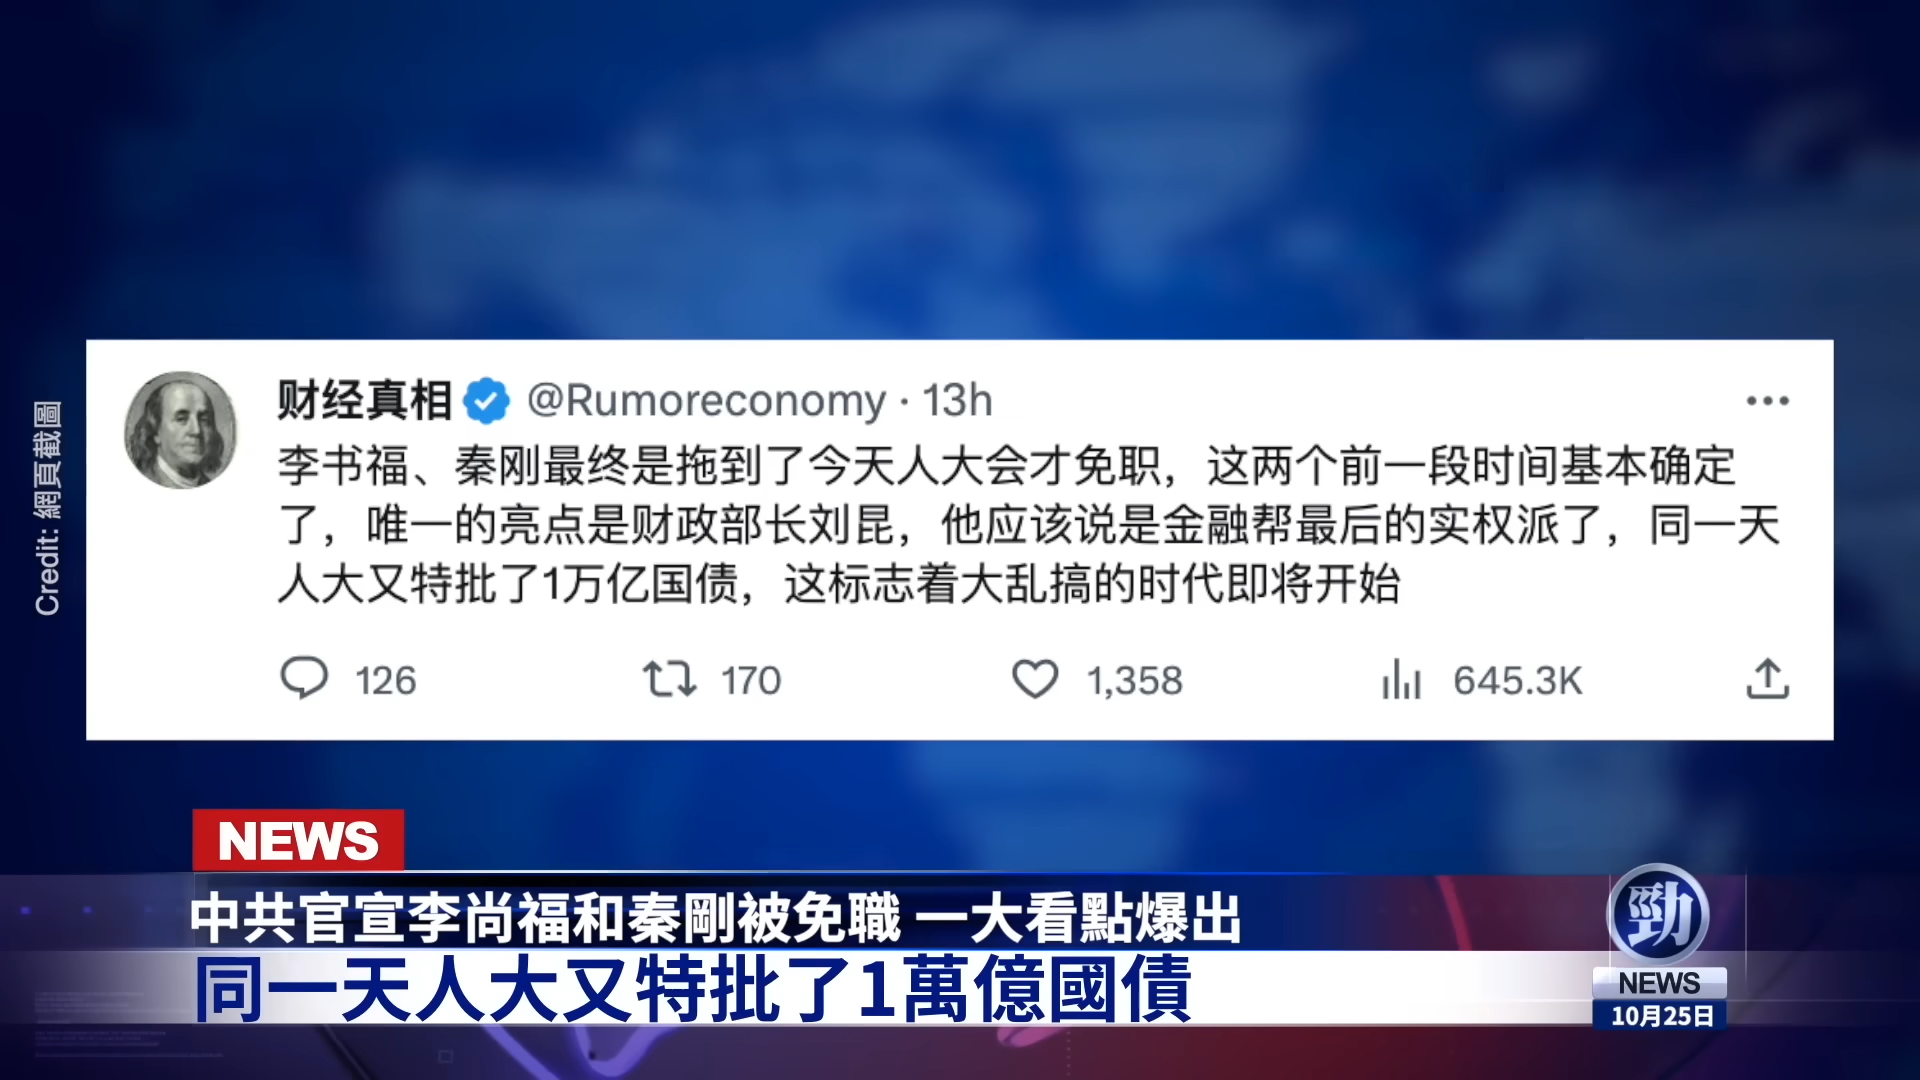 Credit: 網頁截圖
财经真相 @Rumoreconomy · 13h
李书福、秦刚最终是拖到了今天人大会才免职，这两个前一段时间基本确定
了，唯一的亮点是财政部长刘昆，他应该说是金融帮最后的实权派了，同一天
人大又特批了1万亿国债，这标志着大乱搞的时代即将开始
126 170 1,358 645.3K
NEWS
中共官宣李尚福和秦剛被免職 一大看點爆出
同一天人大又特批了1萬億國債
勁
NEWS
10月25日